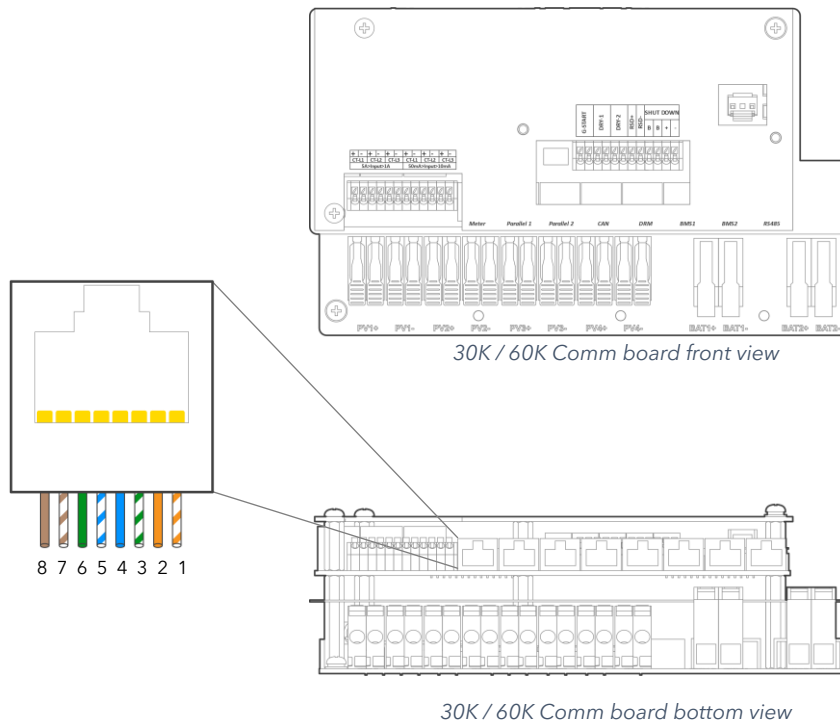 G-START DRY-1 DRY-2 RSD+ RSD- SHUT DOWN
B B + -
+ - + - + - + - + - + -
CT-L1 CT-L2 CT-L3 CT-L1 CT-L2 CT-L3
5A>Input>1A 50mA>Input>10mA
Meter Parallel 1 Parallel 2 CAN DRM BMS1 BMS2 RS485
PV1+ PV1- PV2+ PV2- PV3+ PV3- PV4+ PV4- BAT1+ BAT1- BAT2+ BAT2-
30K / 60K Comm board front view
8 7 6 5 4 3 2 1
30K / 60K Comm board bottom view